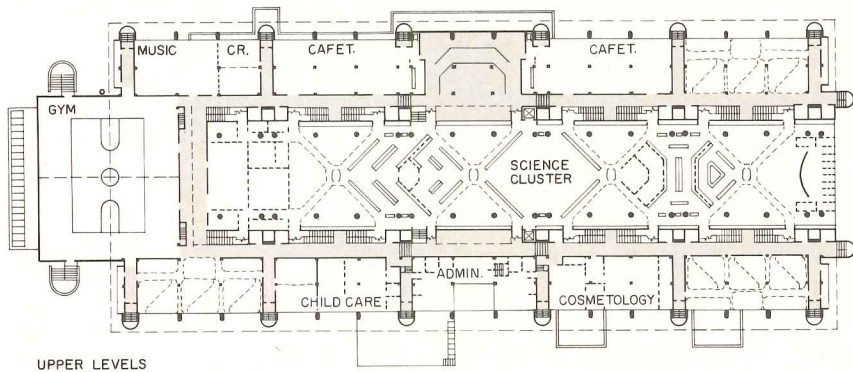 MUSIC
CR.
CAFET.
CAFET.
GYM
SCIENCE
CLUSTER
ADMIN.
CHILD CARE
COSMETOLOGY
UPPER LEVELS